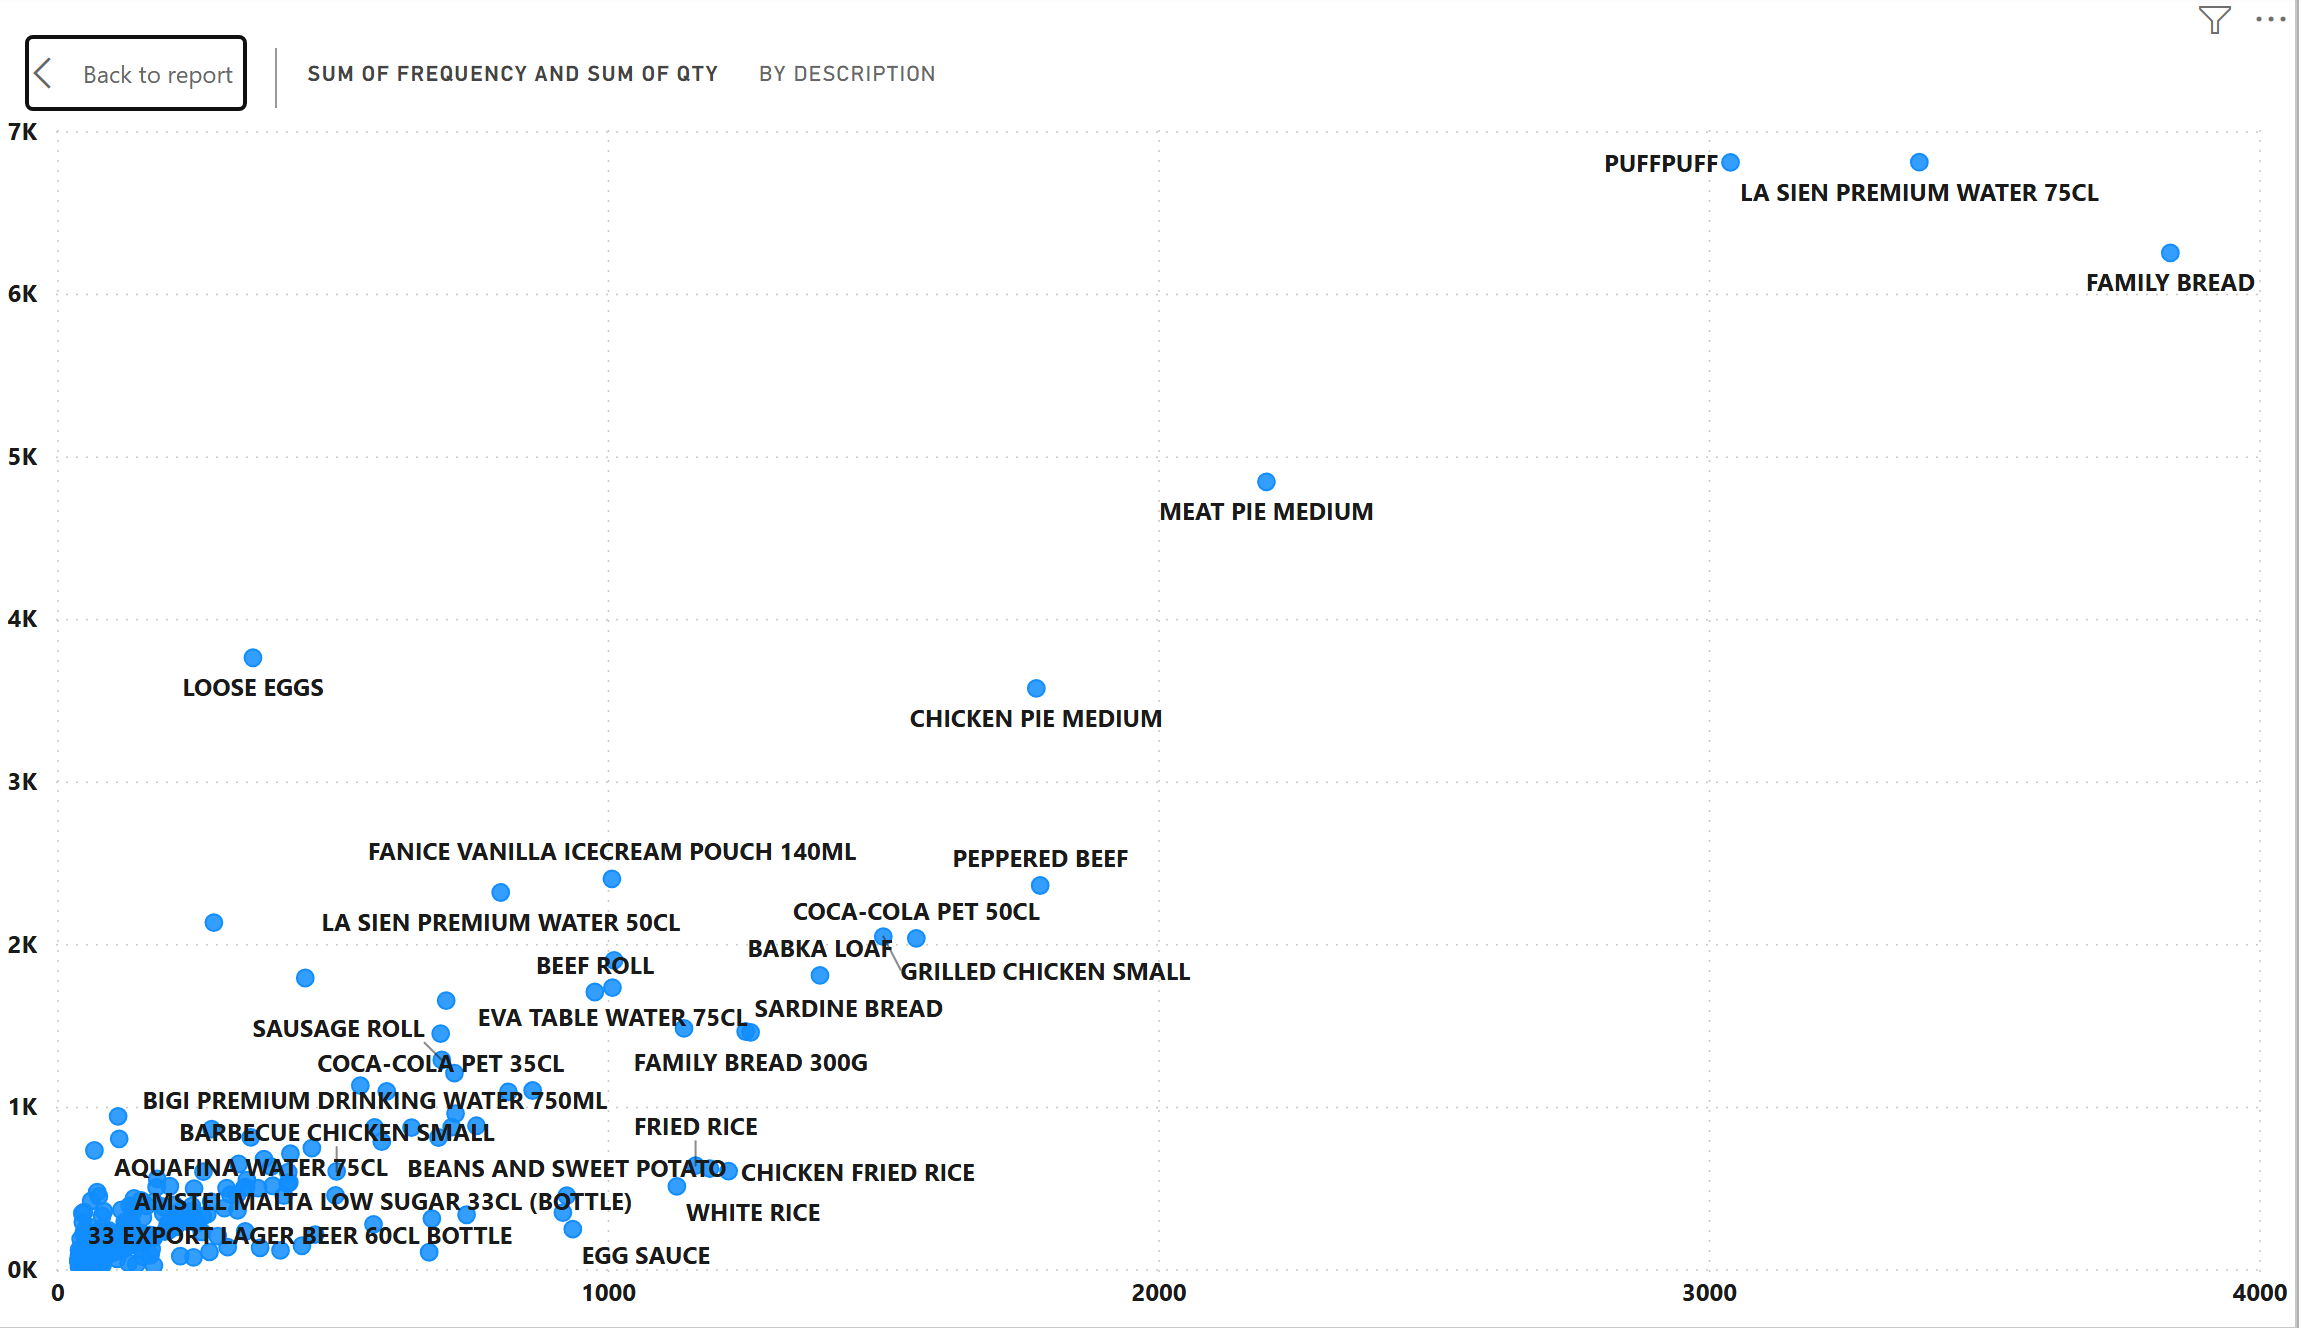 Back to report
SUM OF FREQUENCY AND SUM OF QTY BY DESCRIPTION
7K
PUFFPUFF
LA SIEN PREMIUM WATER 75CL
FAMILY BREAD
6K
5K
MEAT PIE MEDIUM
4K
LOOSE EGGS
CHICKEN PIE MEDIUM
3K
FANICE VANILLA ICECREAM POUCH 140ML
PEPPERED BEEF
COCA-COLA PET 50CL
LA SIEN PREMIUM WATER 50CL
2K
BABKA LOAF
BEEF ROLL
GRILLED CHICKEN SMALL
SARDINE BREAD
EVA TABLE WATER 75CL
SAUSAGE ROLL
COCA-COLA PET 35CL
FAMILY BREAD 300G
BIGI PREMIUM DRINKING WATER 750ML
1K
FRIED RICE
BARBECUE CHICKEN SMALL
AQUAFINA WATER 75CL
BEANS AND SWEET POTATO
CHICKEN FRIED RICE
AMSTEL MALTA LOW SUGAR 33CL (BOTTLE)
WHITE RICE
33 EXPORT LAGER BEER 60CL BOTTLE
EGG SAUCE
0K
0 1000 2000 3000 4000